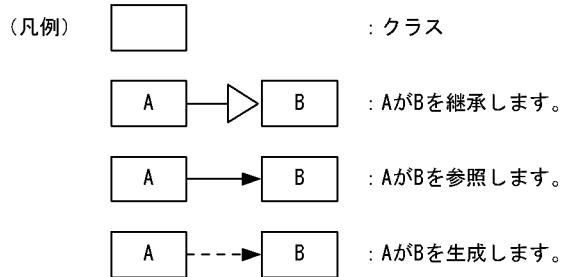 (凡例) :クラス
A B :AがBを継承します。
A B :AがBを参照します。
A B :AがBを生成します。